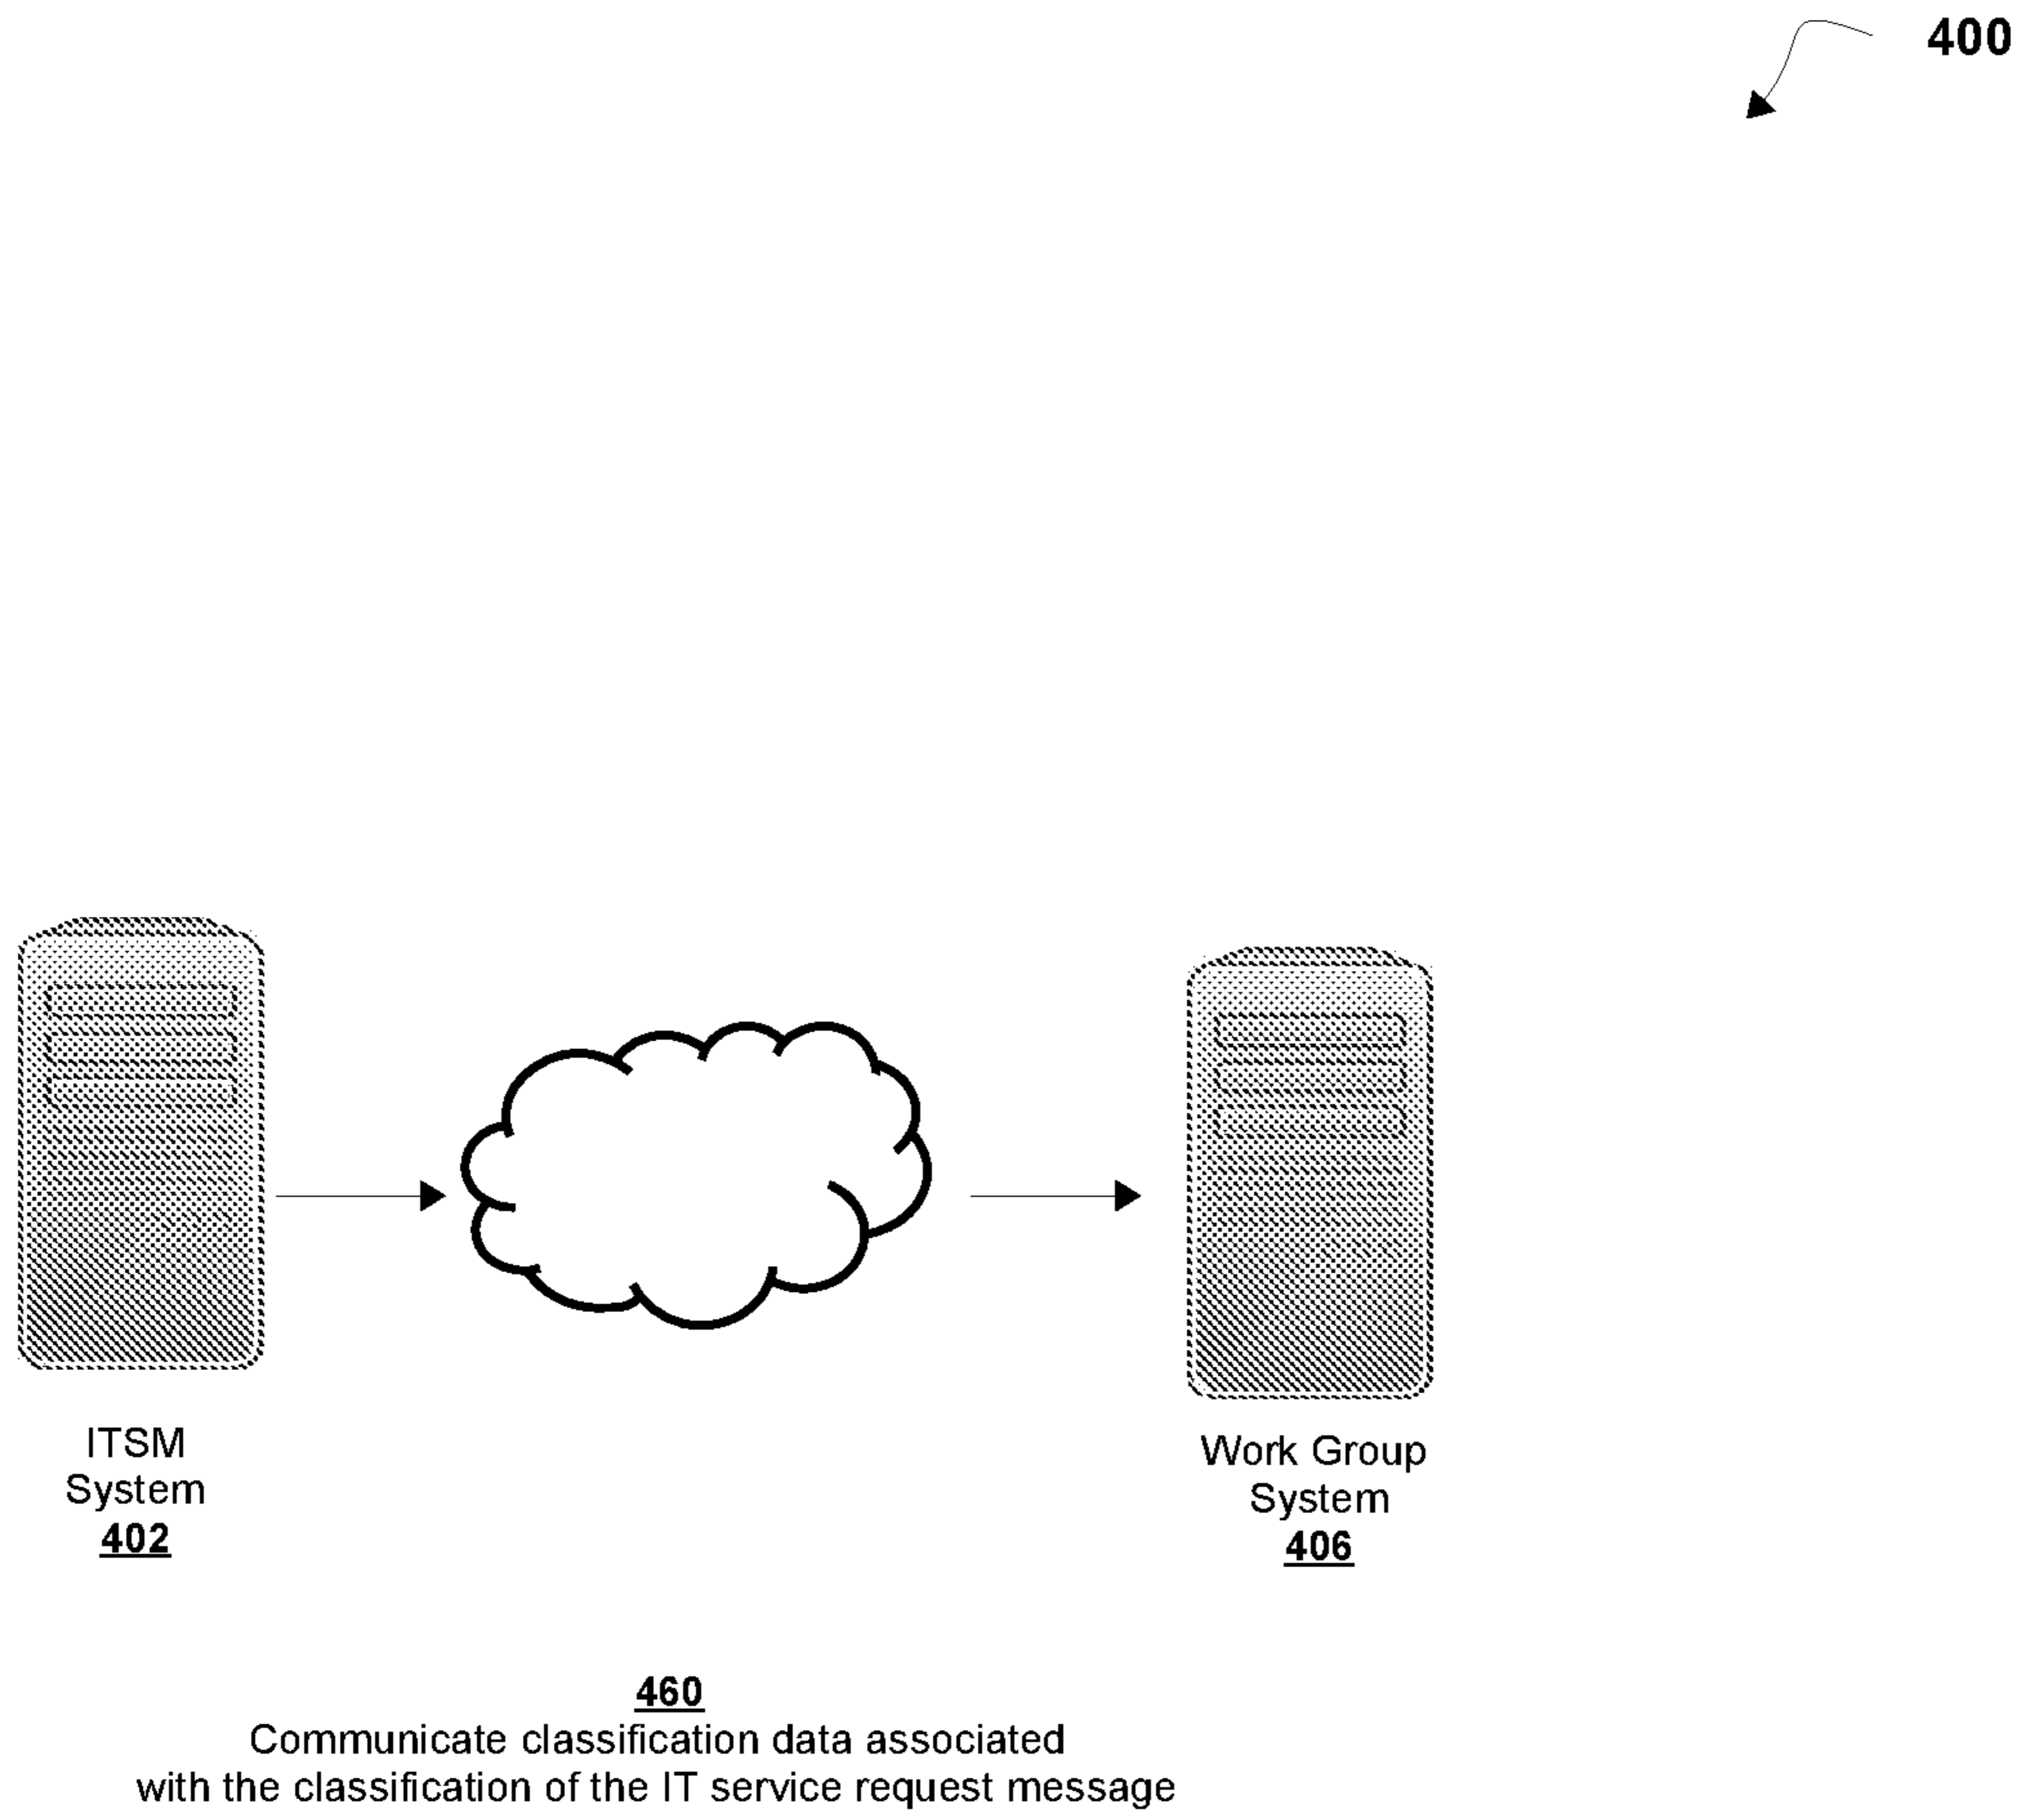 400
ITSM
System
402
Work Group
System
406
460
Communicate classification data associated
with the classification of the IT service request message